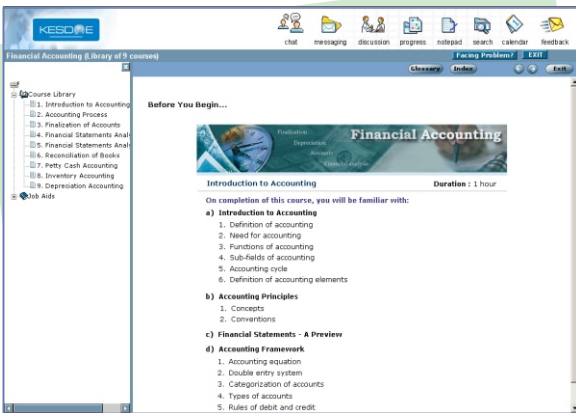 KESDEE
chat messaging discussion progress notepad search calendar feedback
Financial Accounting (Library of 9 courses)
Facing Problem? EXIT
Glossary Index Exit
Course Library
1. Introduction to Accounting
2. Accounting Process
3. Finalization of Accounts
4. Financial Statements Anal
5. Financial Statements Anal
6. Reconciliation of Books
7. Petty Cash Accounting
8. Inventory Accounting
9. Depreciation Accounting
Job Aids
Before You Begin...
Finalization
Depreciation
Accounts
Financial Analysis
Financial Accounting
Introduction to Accounting Duration : 1 hour
On completion of this course, you will be familiar with:
a) Introduction to Accounting
1. Definition of accounting
2. Need for accounting
3. Functions of accounting
4. Sub-fields of accounting
5. Accounting cycle
6. Definition of accounting elements
b) Accounting Principles
1. Concepts
2. Conventions
c) Financial Statements - A Preview
d) Accounting Framework
1. Accounting equation
2. Double entry system
3. Categorization of accounts
4. Types of accounts
5. Rules of debit and credit